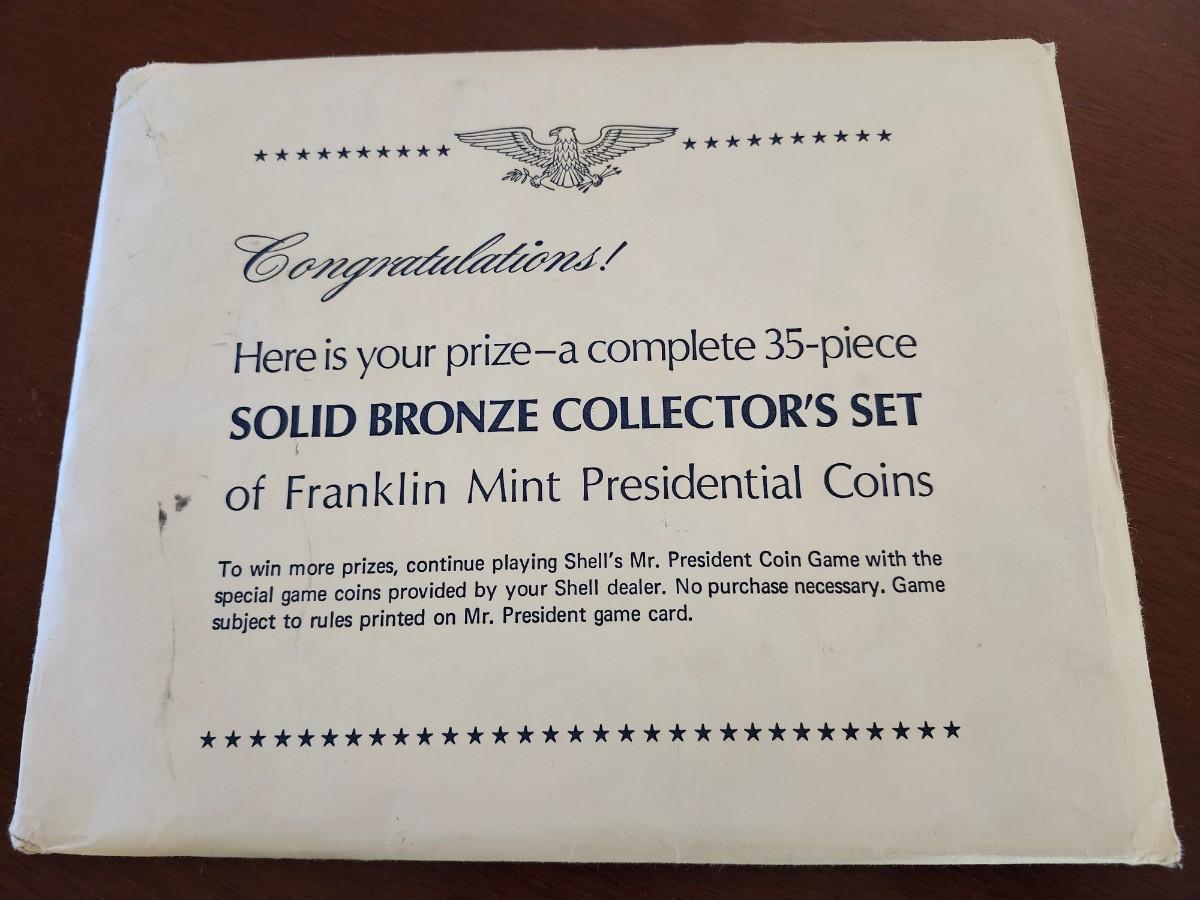 Congratulations!
Here is your prize–a complete 35-piece
SOLID BRONZE COLLECTOR'S SET
of Franklin Mint Presidential Coins
To win more prizes, continue playing Shell's Mr. President Coin Game with the
special game coins provided by your Shell dealer. No purchase necessary. Game
subject to rules printed on Mr. President game card.